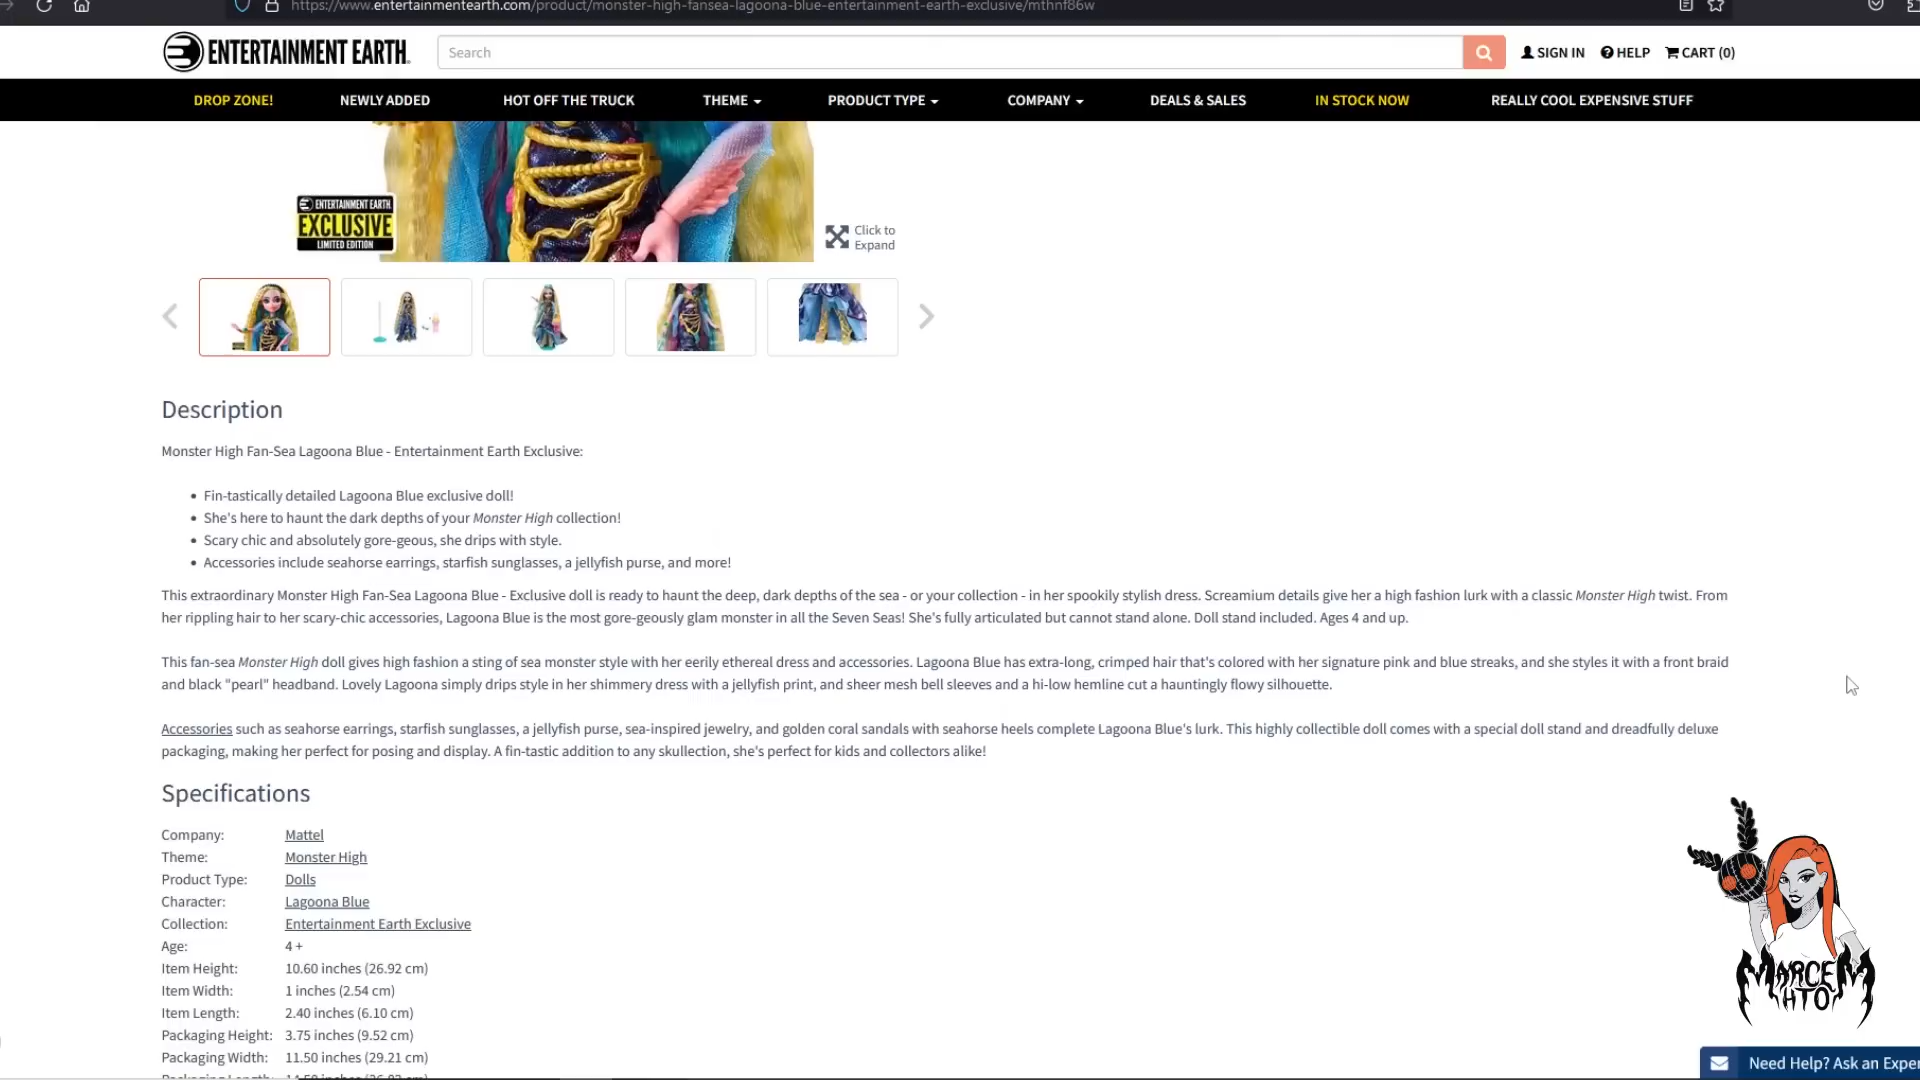 https://www.entertainmentearth.com/product/monster-high-fansea-lagoona-blue-entertainment-earth-exclusive/mthnf86w
ENTERTAINMENT EARTH
Search
SIGN IN
HELP
CART (0)
DROP ZONE!
NEWLY ADDED
HOT OFF THE TRUCK
THEME
PRODUCT TYPE
COMPANY
DEALS & SALES
IN STOCK NOW
REALLY COOL EXPENSIVE STUFF
ENTERTAINMENT EARTH
EXCLUSIVE
LIMITED EDITION
Click to
Expand
Description
Monster High Fan-Sea Lagoona Blue - Entertainment Earth Exclusive:
• Fin-tastically detailed Lagoona Blue exclusive doll!
• She's here to haunt the dark depths of your Monster High collection!
• Scary chic and absolutely gore-geous, she drips with style.
• Accessories include seahorse earrings, starfish sunglasses, a jellyfish purse, and more!
This extraordinary Monster High Fan-Sea Lagoona Blue - Exclusive doll is ready to haunt the deep, dark depths of the sea - or your collection - in her spookily stylish dress. Screamium details give her a high fashion lurk with a classic Monster High twist. From
her rippling hair to her scary-chic accessories, Lagoona Blue is the most gore-geously glam monster in all the Seven Seas! She's fully articulated but cannot stand alone. Doll stand included. Ages 4 and up.
This fan-sea Monster High doll gives high fashion a sting of sea monster style with her eerily ethereal dress and accessories. Lagoona Blue has extra-long, crimped hair that's colored with her signature pink and blue streaks, and she styles it with a front braid
and black "pearl" headband. Lovely Lagoona simply drips style in her shimmery dress with a jellyfish print, and sheer mesh bell sleeves and a hi-low hemline cut a hauntingly flowy silhouette.
Accessories such as seahorse earrings, starfish sunglasses, a jellyfish purse, sea-inspired jewelry, and golden coral sandals with seahorse heels complete Lagoona Blue's lurk. This highly collectible doll comes with a special doll stand and dreadfully deluxe
packaging, making her perfect for posing and display. A fin-tastic addition to any skullection, she's perfect for kids and collectors alike!
Specifications
Company: Mattel
Theme: Monster High
Product Type: Dolls
Character: Lagoona Blue
Collection: Entertainment Earth Exclusive
Age: 4 +
Item Height: 10.60 inches (26.92 cm)
Item Width: 1 inches (2.54 cm)
Item Length: 2.40 inches (6.10 cm)
Packaging Height: 3.75 inches (9.52 cm)
Packaging Width: 11.50 inches (29.21 cm)
MARCEM
HTO
Need Help? Ask an Exper